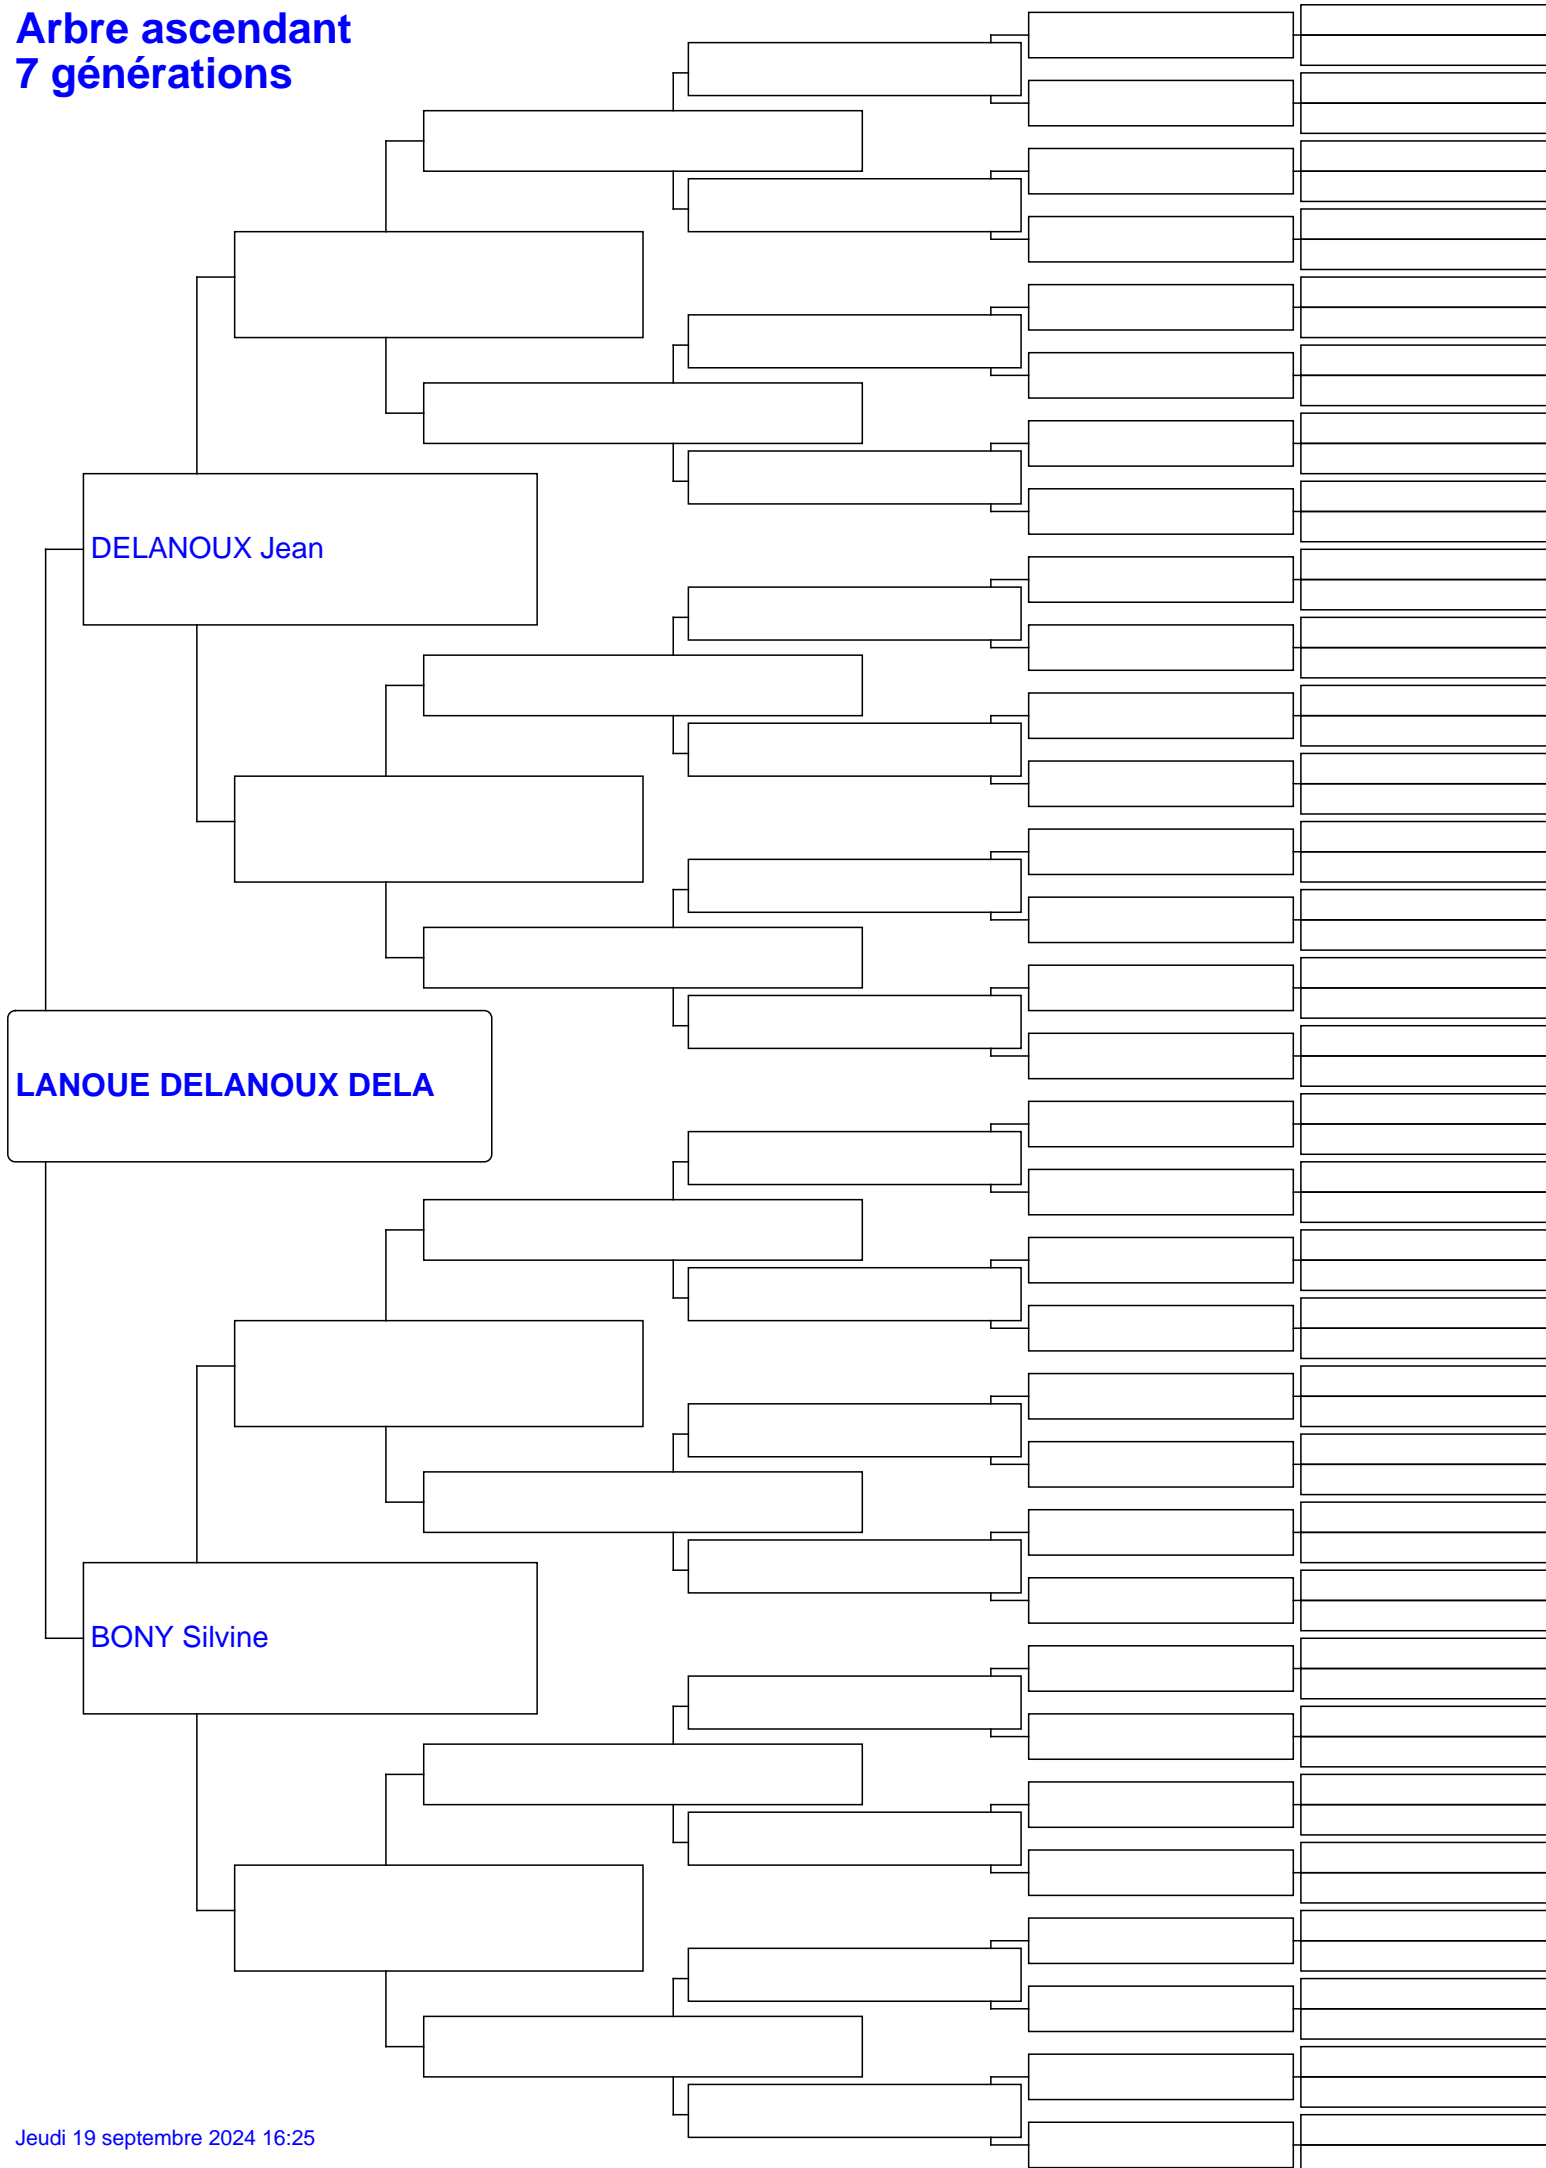 Arbre ascendant
7 générations
DELANOUX Jean
LANOUE DELANOUX DELA
BONY Silvine
Jeudi 19 septembre 2024 16:25